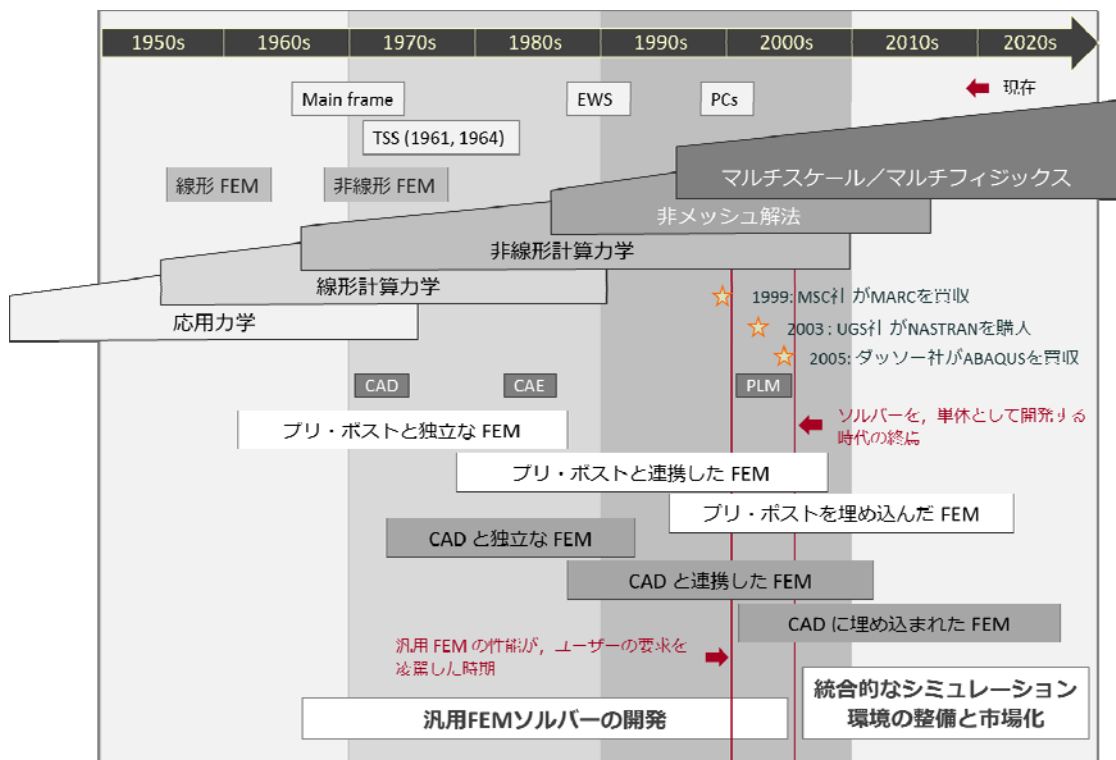 1950s 1960s 1970s 1980s 1990s 2000s 2010s 2020s
現在
Main frame
EWS
PCs
TSS (1961, 1964)
線形 FEM
非線形 FEM
マルチスケール／マルチフィジックス
非メッシュ解法
非線形計算力学
線形計算力学
応用力学
1999: MSC社 がMARCを買収
2003 : UGS社 がNASTRANを購入
2005: ダッソー社がABAQUSを買収
CAD
CAE
PLM
プリ・ポストと独立な FEM
ソルバーを，単体として開発する
時代の終焉
プリ・ポストと連携した FEM
プリ・ポストを埋め込んだ FEM
CAD と独立な FEM
CAD と連携した FEM
CAD に埋め込まれた FEM
汎用 FEM の性能が，ユーザーの要求を
凌駕した時期
汎用FEMソルバーの開発
統合的なシミュレーション
環境の整備と市場化